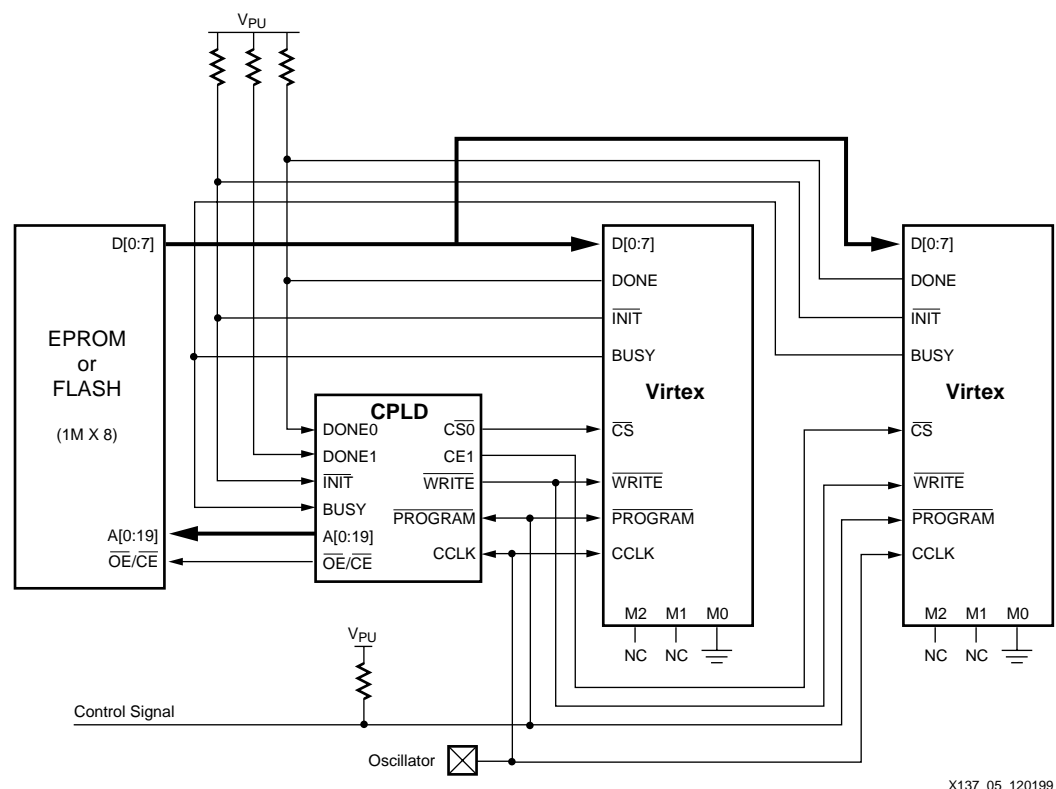 VPU
D[0:7]
EPROM
or
FLASH
(1M X 8)
A[0:19]
OE/CE
CPLD
DONE0
DONE1
INIT
BUSY
A[0:19]
OE/CE
CS0
CE1
WRITE
PROGRAM
CCLK
D[0:7]
DONE
INIT
BUSY
Virtex
CS
WRITE
PROGRAM
CCLK
M2 M1 M0
NC NC
D[0:7]
DONE
INIT
BUSY
Virtex
CS
WRITE
PROGRAM
CCLK
M2 M1 M0
NC NC
VPU
Control Signal
Oscillator
X137_05_120199